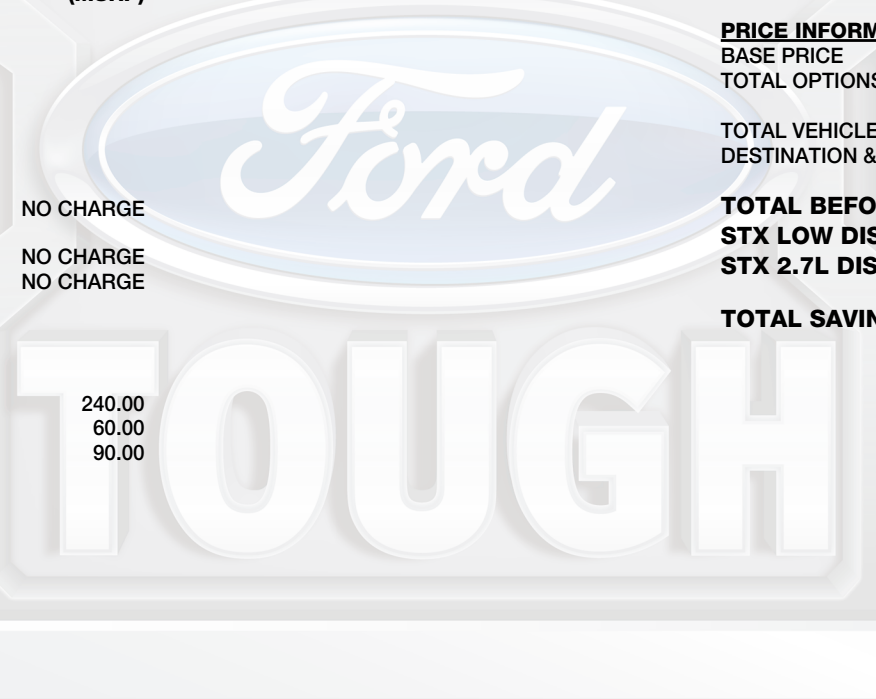 (MSRP)
NO CHARGE
NO CHARGE
NO CHARGE
240.00
60.00
90.00
PRICE INFORM
BASE PRICE
TOTAL OPTIONS
TOTAL VEHICLE
DESTINATION &
TOTAL BEFO
STX LOW DIS
STX 2.7L DIS
TOTAL SAVIN
Ford
TOUGH